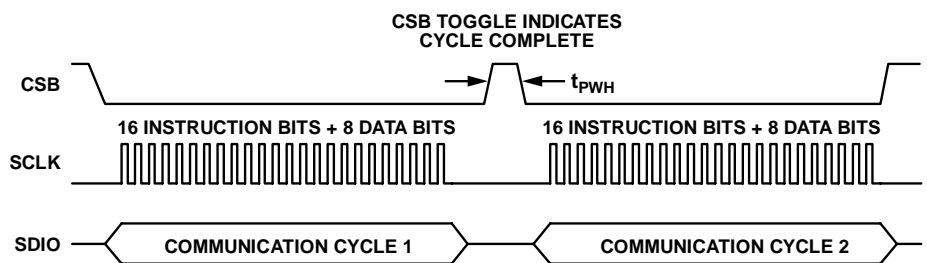 CSB TOGGLE INDICATES
CYCLE COMPLETE
CSB
tPWH
16 INSTRUCTION BITS + 8 DATA BITS
16 INSTRUCTION BITS + 8 DATA BITS
SCLK
SDIO
COMMUNICATION CYCLE 1
COMMUNICATION CYCLE 2